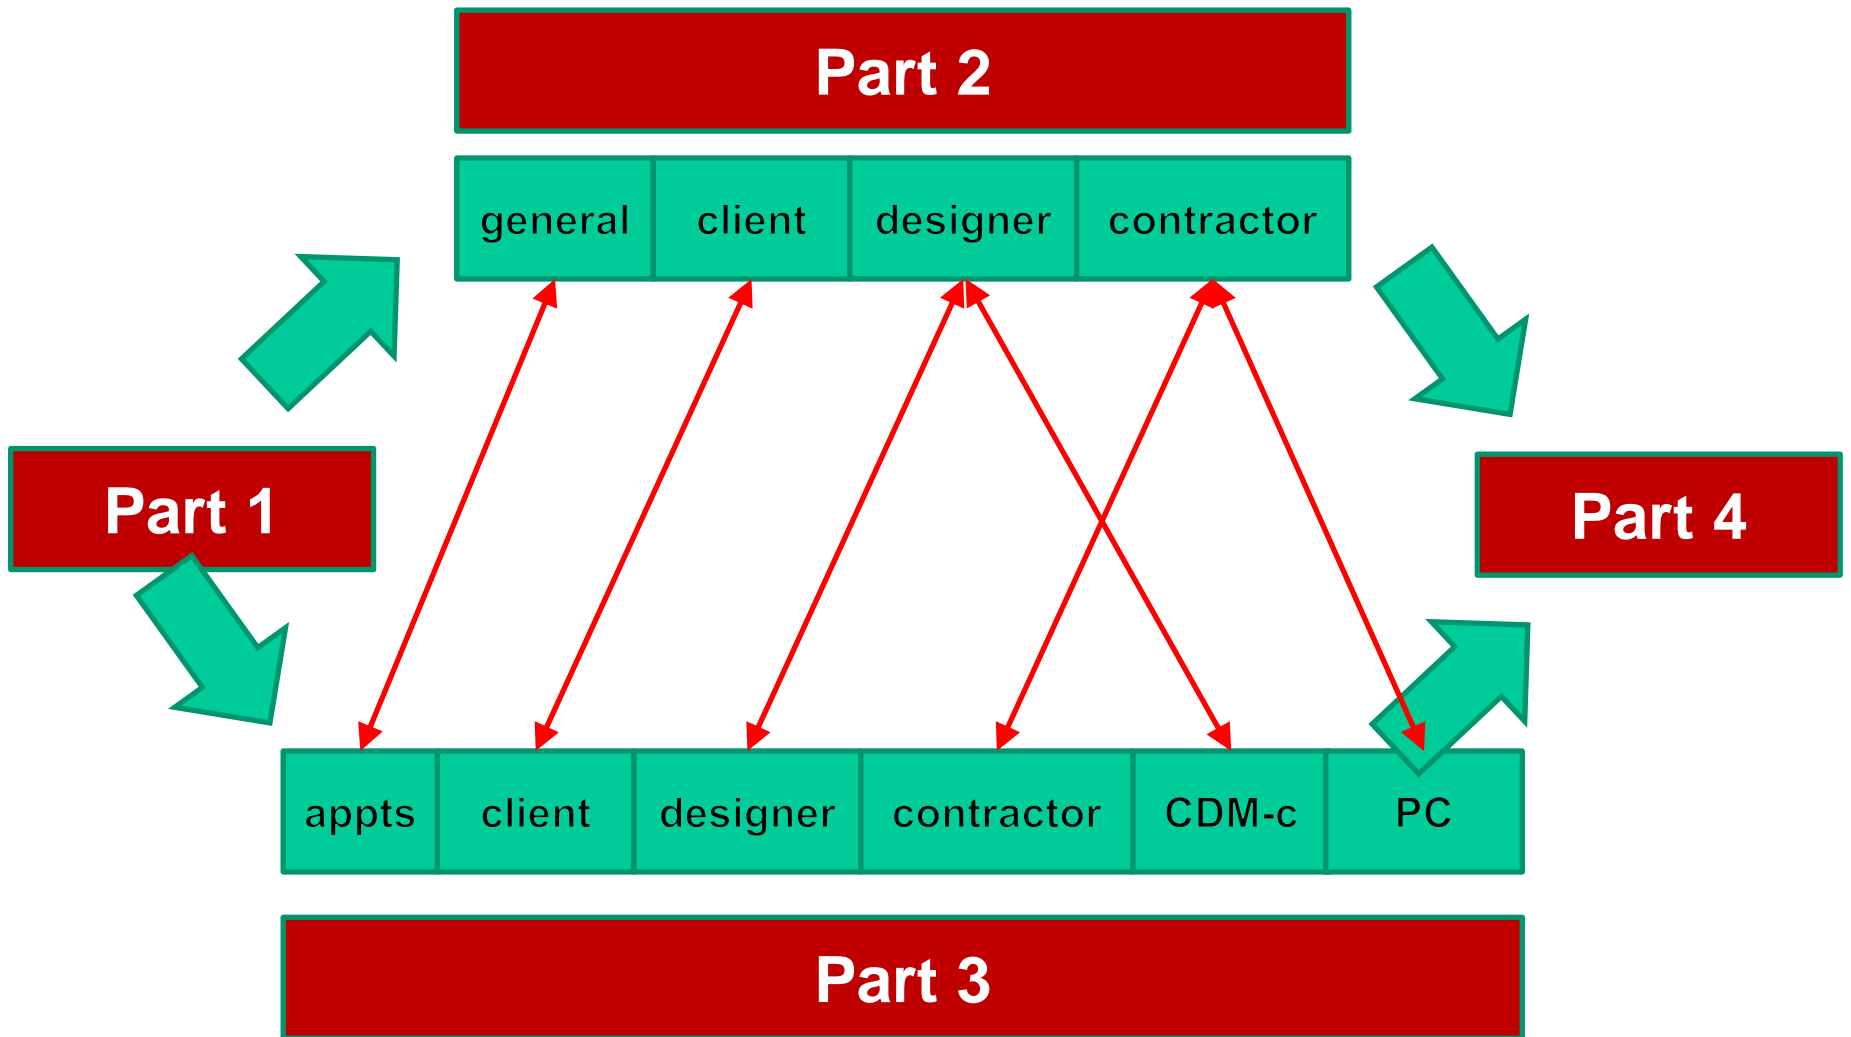 Part 2
general client designer contractor
Part 1
Part 4
appts client designer contractor CDM-c PC
Part 3